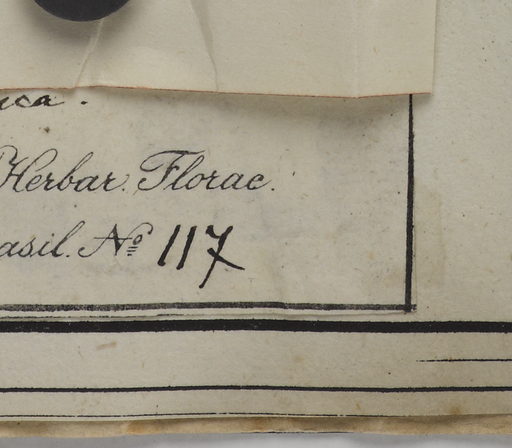 Herbar. Florae.
asil. Nº 117